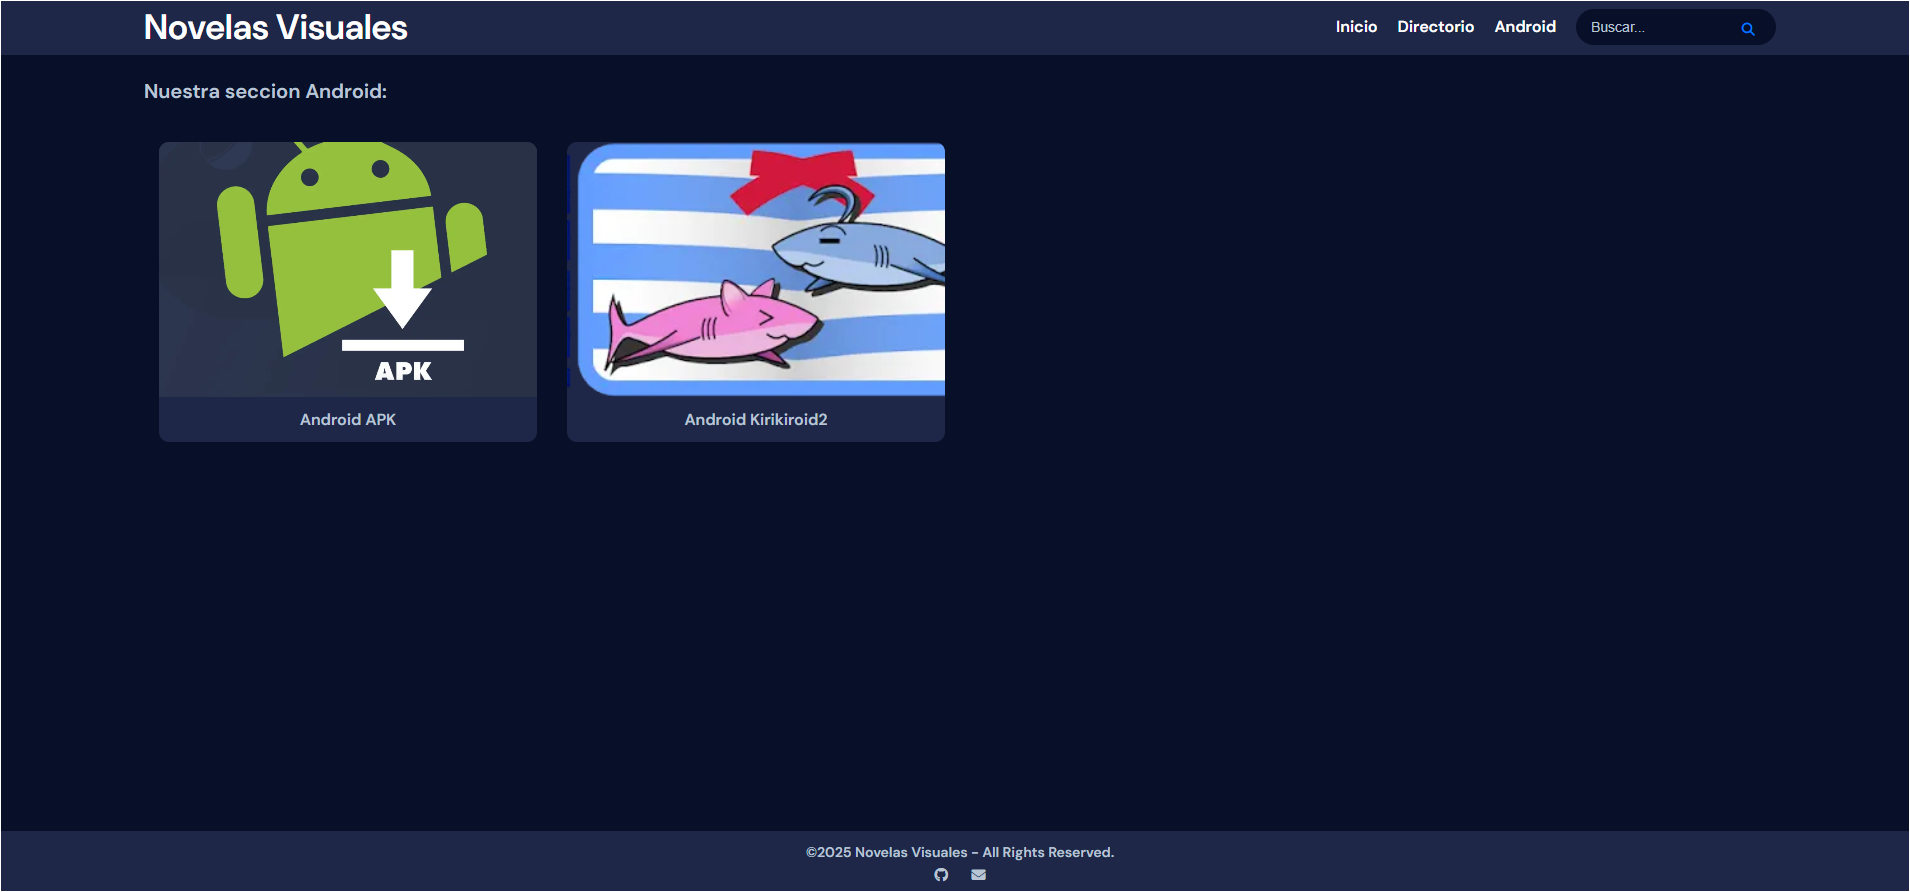 Novelas Visuales
Inicio Directorio Android Buscar...
Nuestra seccion Android:
APK
Android APK
Android Kirikiroid2
©2025 Novelas Visuales - All Rights Reserved.